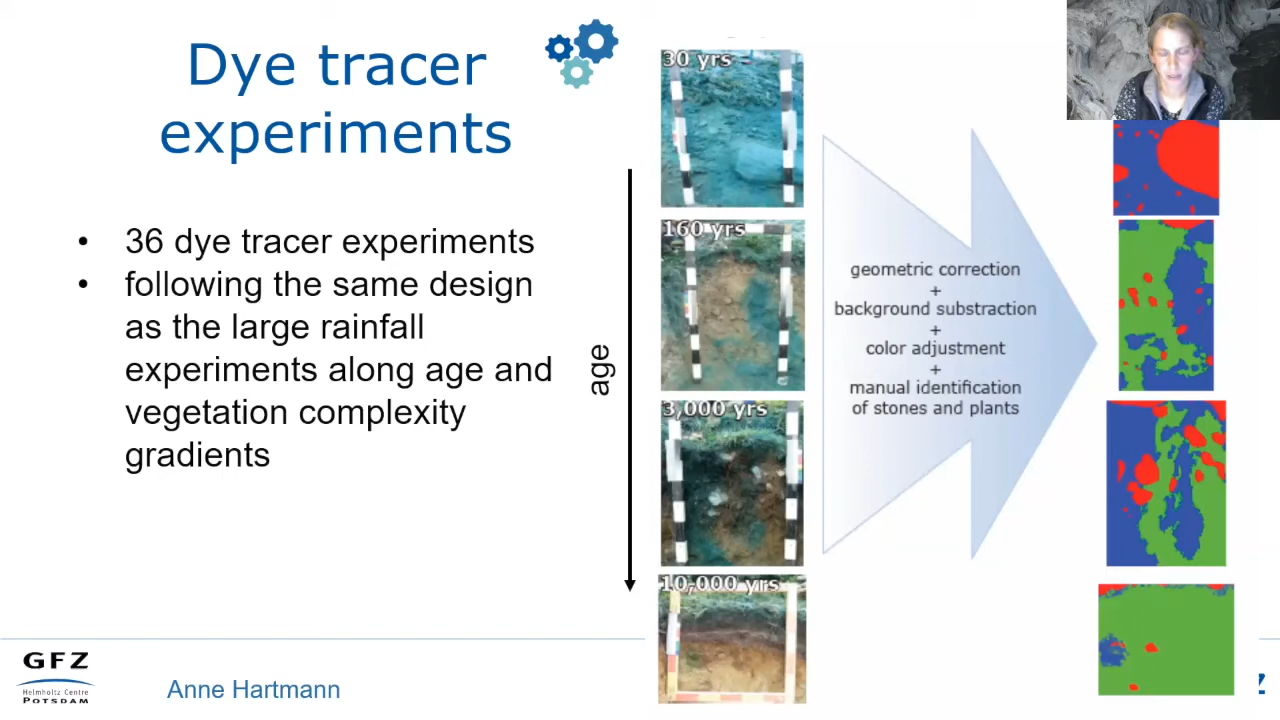 Dye tracer
experiments
• 36 dye tracer experiments
• following the same design
as the large rainfall
experiments along age and
vegetation complexity
gradients
age
30 yrs
160 yrs
3,000 yrs
10,000 yrs
geometric correction
+
background substraction
+
color adjustment
+
manual identification
of stones and plants
GFZ
Helmholtz Centre
POTSDAM
Anne Hartmann
Z